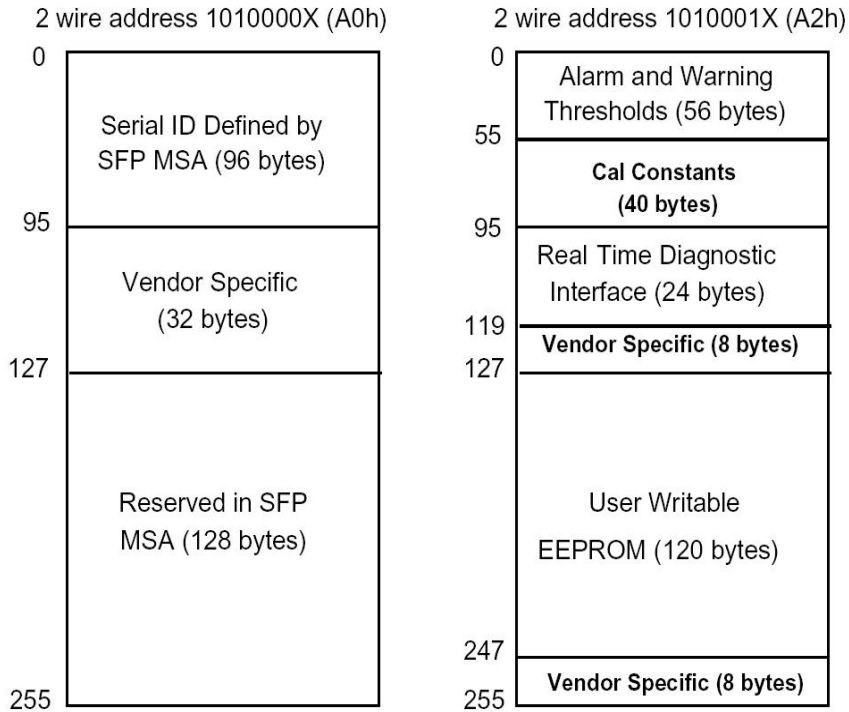 2 wire address 1010000X (A0h)
0
Serial ID Defined by
SFP MSA (96 bytes)
95
Vendor Specific
(32 bytes)
127
Reserved in SFP
MSA (128 bytes)
255
2 wire address 1010001X (A2h)
0
Alarm and Warning
Thresholds (56 bytes)
55
Cal Constants
(40 bytes)
95
Real Time Diagnostic
Interface (24 bytes)
119
Vendor Specific (8 bytes)
127
User Writable
EEPROM (120 bytes)
247
Vendor Specific (8 bytes)
255